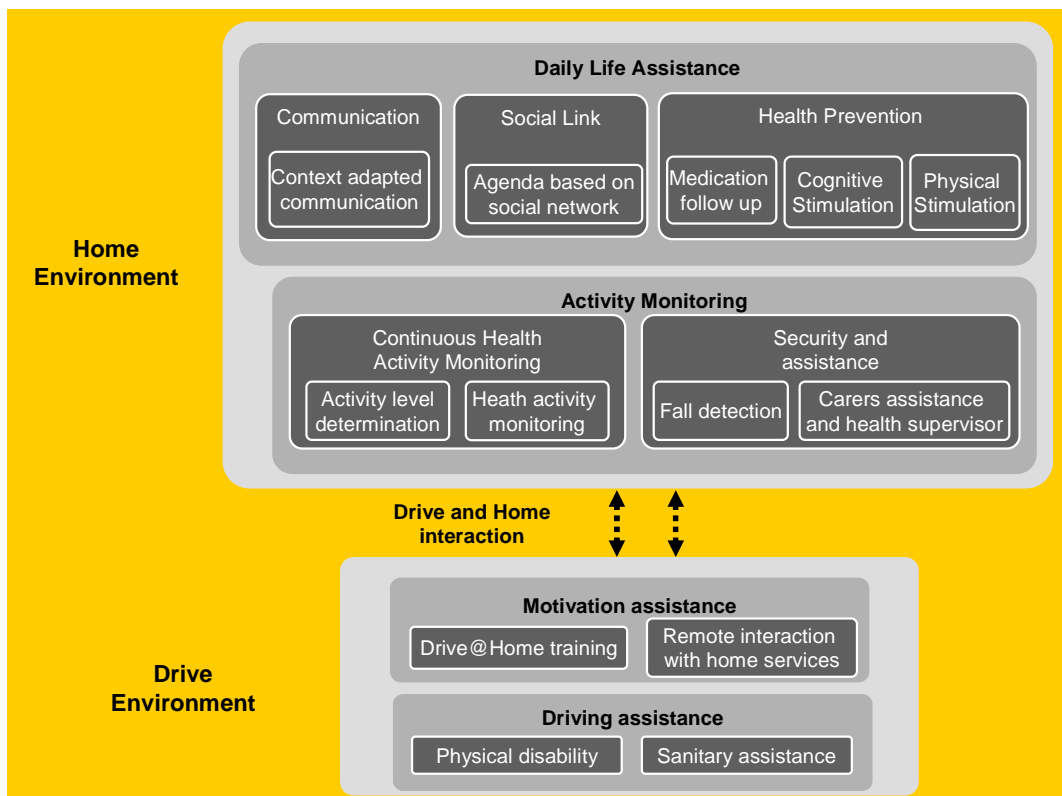 Daily Life Assistance
Communication
Context adapted
communication
Social Link
Agenda based on
social network
Health Prevention
Medication
follow up
Cognitive
Stimulation
Physical
Stimulation
Home
Environment
Activity Monitoring
Continuous Health
Activity Monitoring
Activity level
determination
Heath activity
monitoring
Security and
assistance
Fall detection
Carers assistance
and health supervisor
Drive and Home
interaction
Motivation assistance
Drive@Home training
Remote interaction
with home services
Drive
Environment
Driving assistance
Physical disability
Sanitary assistance